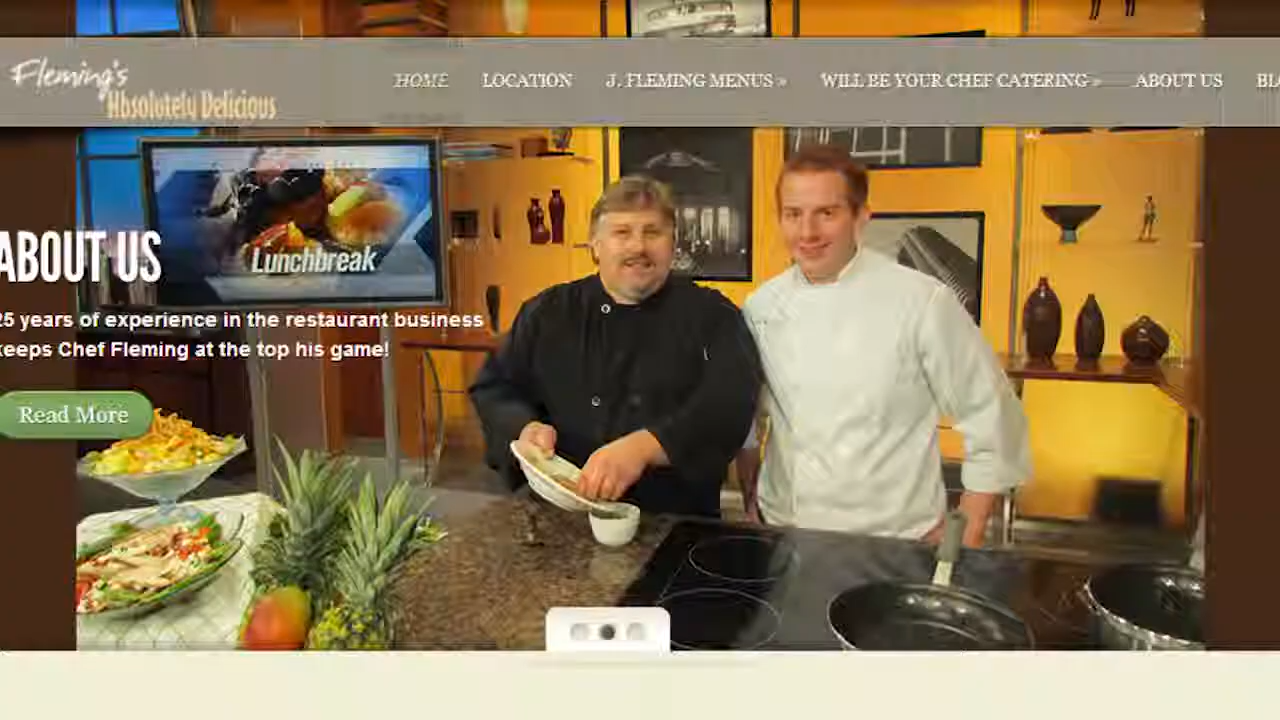 Fleming's
Absolutely Delicious
HOME LOCATION J. FLEMING MENUS » WILL BE YOUR CHEF CATERING » ABOUT US
Lunchbreak
ABOUT US
25 years of experience in the restaurant business
keeps Chef Fleming at the top his game!
Read More